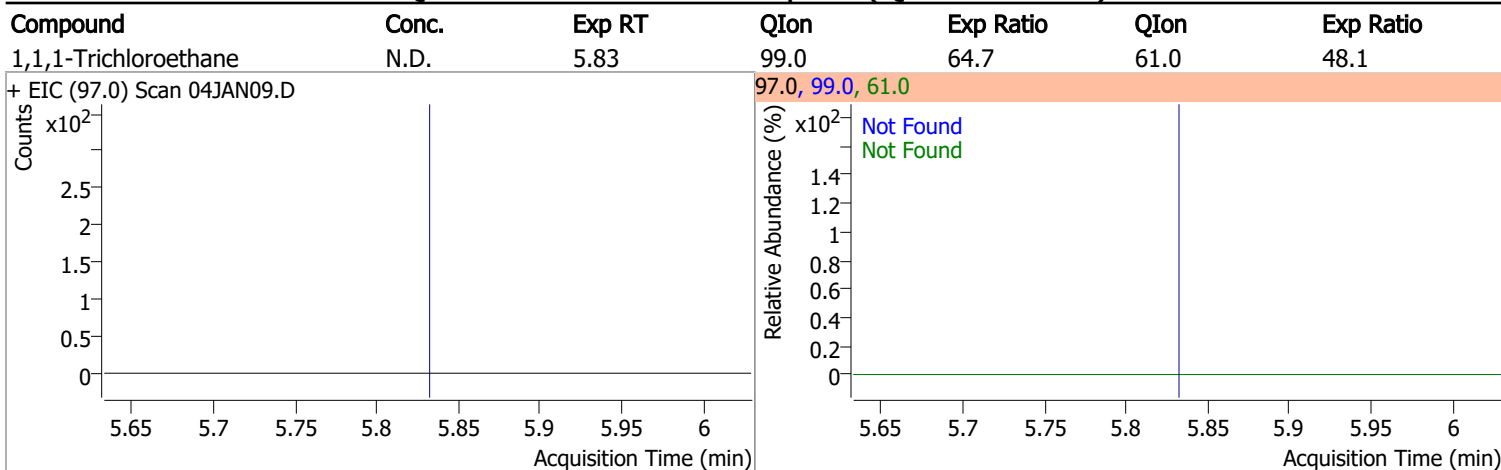 Compound Conc. Exp RT QIon Exp Ratio QIon Exp Ratio
1,1,1-Trichloroethane N.D. 5.83 99.0 64.7 61.0 48.1
+ EIC (97.0) Scan 04JAN09.D
Counts
x10²
2.5
2
1.5
1
0.5
0
5.65 5.7 5.75 5.8 5.85 5.9 5.95 6
Acquisition Time (min)
97.0, 99.0, 61.0
Relative Abundance (%)
x10²
Not Found
Not Found
1.4
1.2
1
0.8
0.6
0.4
0.2
0
5.65 5.7 5.75 5.8 5.85 5.9 5.95 6
Acquisition Time (min)